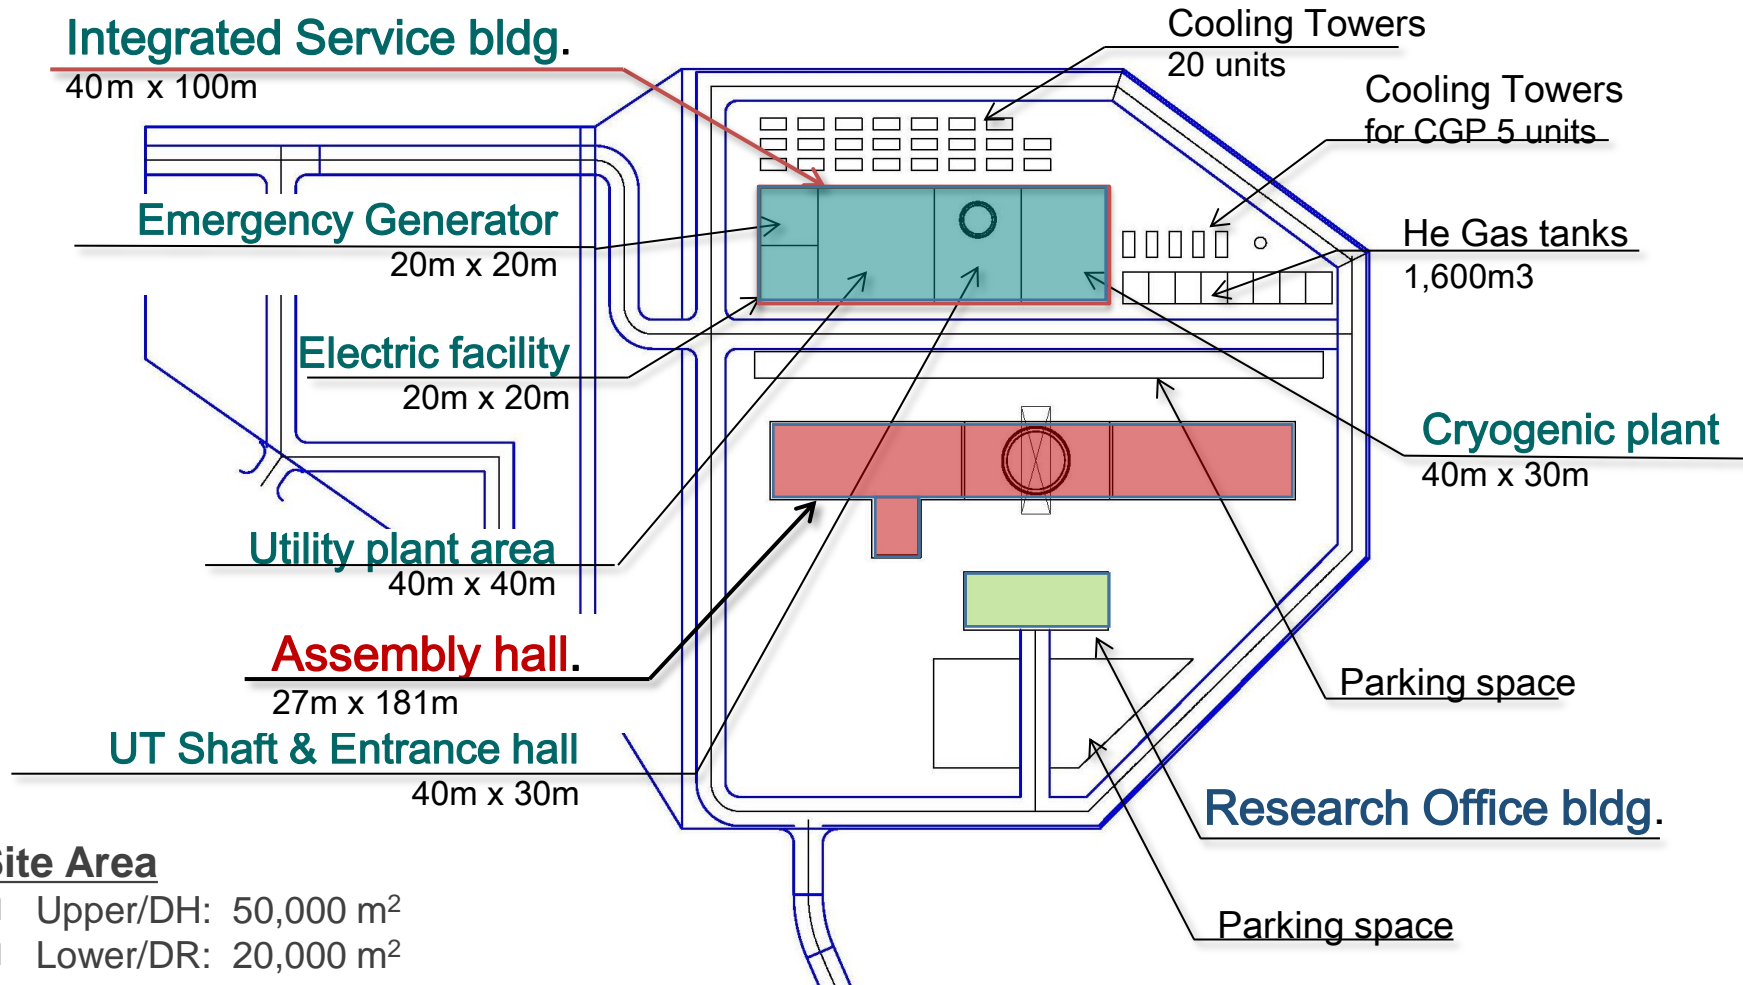 Integrated Service bldg.
40m x 100m
Cooling Towers
20 units
Cooling Towers
for CGP 5 units
Emergency Generator
20m x 20m
He Gas tanks
1,600m3
Electric facility
20m x 20m
Cryogenic plant
40m x 30m
Utility plant area
40m x 40m
Assembly hall.
27m x 181m
Parking space
UT Shaft & Entrance hall
40m x 30m
Research Office bldg.
Site Area
Upper/DH: 50,000 m²
Parking space
Lower/DR: 20,000 m²